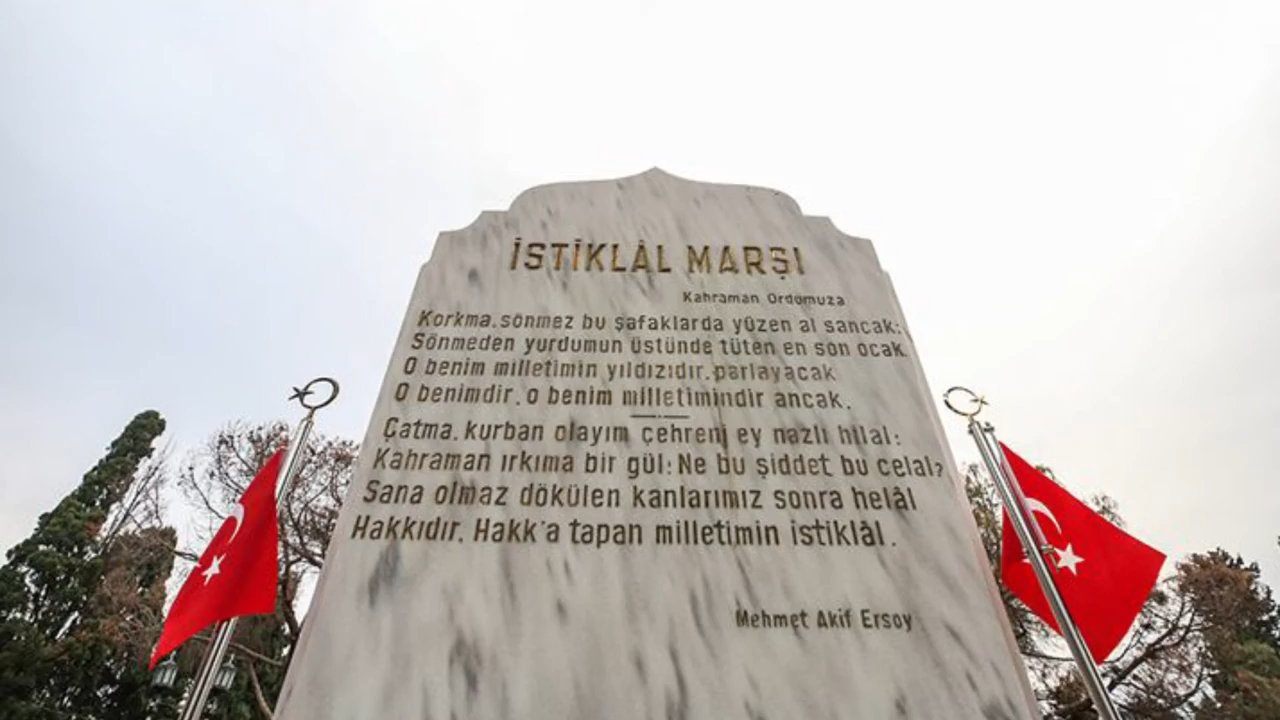 İSTİKLÂL MARŞI
Kahraman Ordumuza
Korkma, sönmez bu şafaklarda yüzen al sancak;
Sönmeden yurdumun üstünde tüten en son ocak.
O benim milletimin yıldızıdır, parlayacak
O benimdir, o benim milletimindir ancak.
Çatma, kurban olayım çehreni ey nazlı hilal;
Kahraman ırkıma bir gül; Ne bu şiddet bu celal?
Sana olmaz dökülen kanlarımız sonra helâl
Hakkıdır, Hakk'a tapan milletimin istiklâl.
Mehmet Akif Ersoy